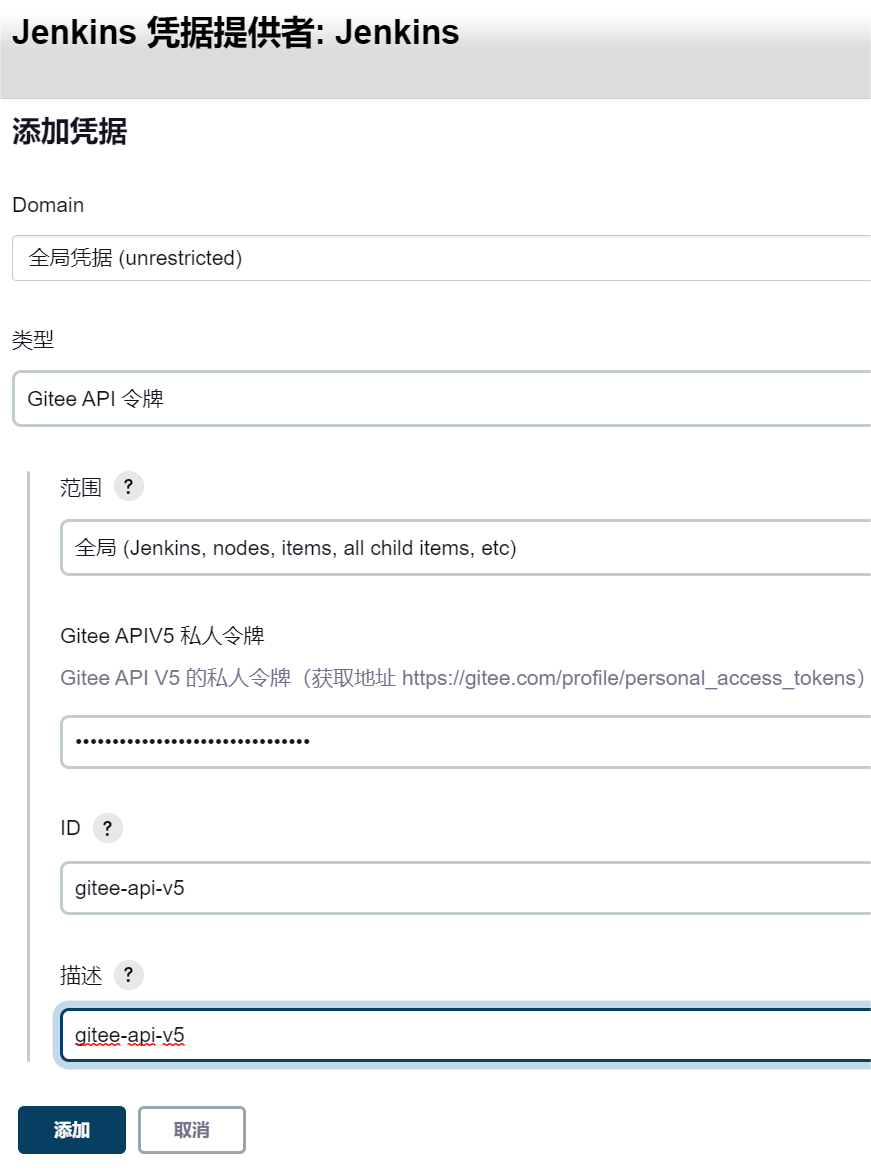 Jenkins 凭据提供者: Jenkins
添加凭据
Domain
全局凭据 (unrestricted)
类型
Gitee API 令牌
范围 ?
全局 (Jenkins, nodes, items, all child items, etc)
Gitee APIV5 私人令牌
Gitee API V5 的私人令牌（获取地址 https://gitee.com/profile/personal_access_tokens）
••••••••••••••••••••••••••••••••
ID ?
gitee-api-v5
描述 ?
gitee-api-v5
添加 取消